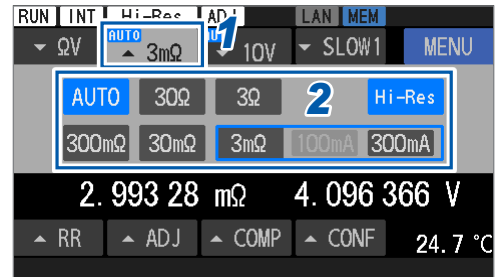 RUN INT Hi-Res ADJ LAN MEM
ΩV AUTO 3mΩ 1 10V SLOW1 MENU
AUTO 30Ω 3Ω 2 Hi-Res
300mΩ 30mΩ 3mΩ 100mA 300mA
2.993 28 mΩ 4.096 366 V
RR ADJ COMP CONF 24.7 °C